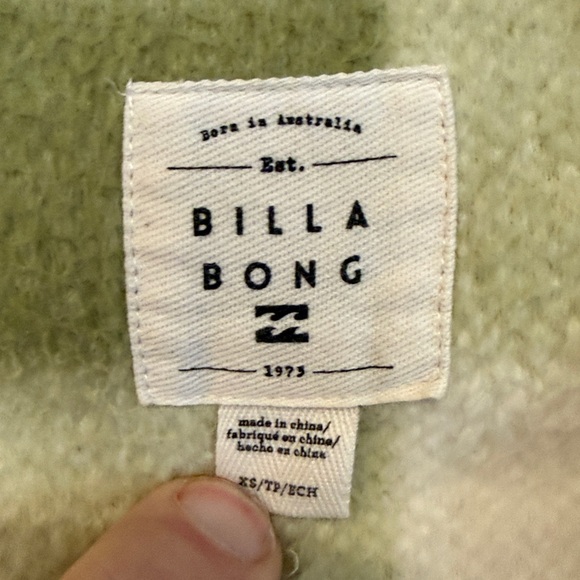 Born in Australia
Est.
BILLA
BONG
1973
made in china/
fabriqué en chine/
hecho en china
XS/TP/ECH